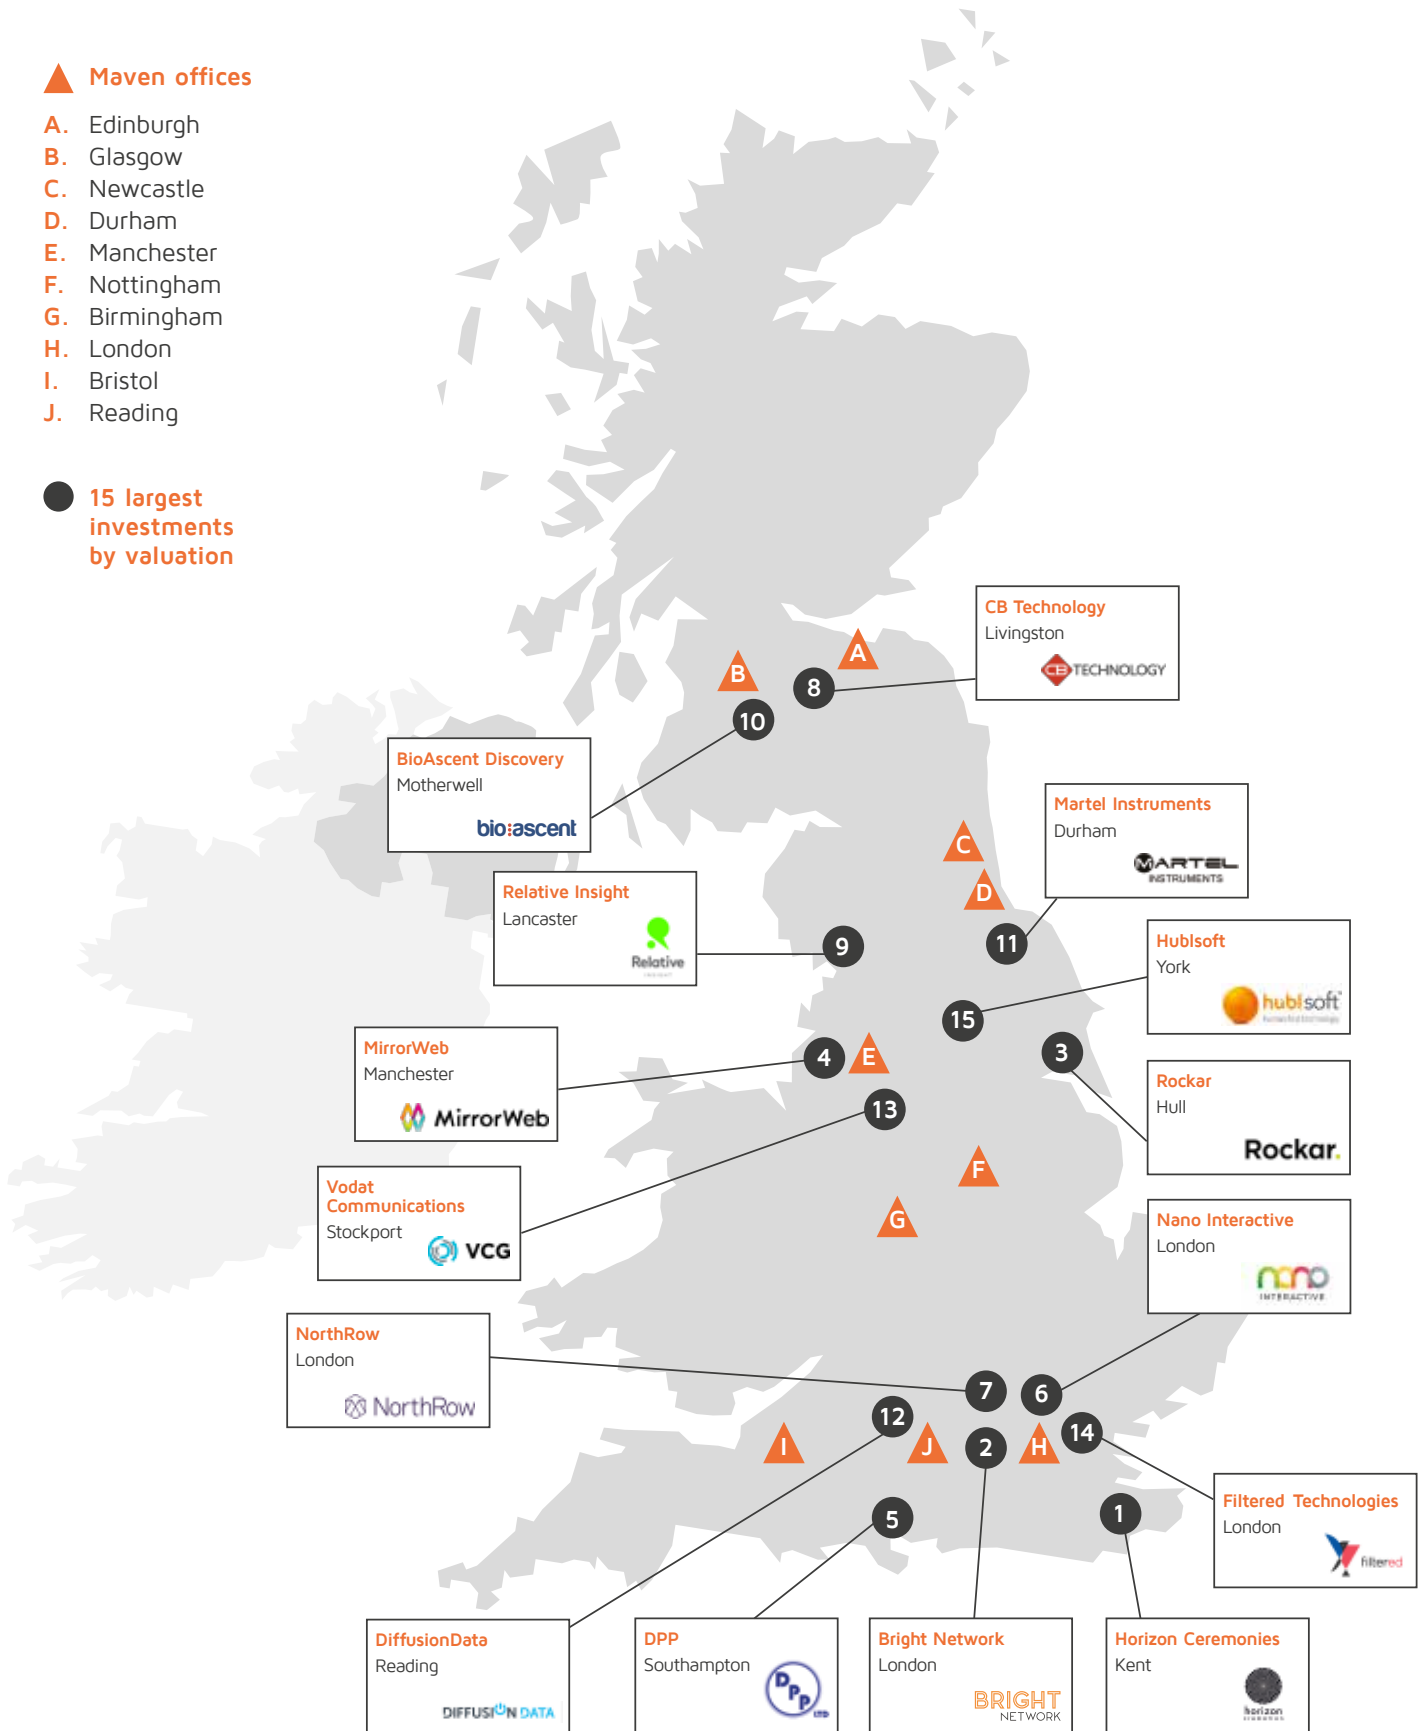 Maven offices
A. Edinburgh
B. Glasgow
C. Newcastle
D. Durham
E. Manchester
F. Nottingham
G. Birmingham
H. London
I. Bristol
J. Reading
15 largest
investments
by valuation
CB Technology
Livingston
CB TECHNOLOGY
A
B
8
10
BioAscent Discovery
Motherwell
bio:ascent
Martel Instruments
Durham
MARTEL
INSTRUMENTS
C
D
Relative Insight
Lancaster
Relative
INSIGHT
9
11
Hublsoft
York
hublsoft
15
MirrorWeb
Manchester
MirrorWeb
4
E
3
Rockar
Hull
Rockar.
13
Vodat
Communications
Stockport
VCG
F
G
Nano Interactive
London
nano
INTERACTIVE
NorthRow
London
NorthRow
7
6
12
14
I
J
2
H
Filtered Technologies
London
filtered
5
1
DiffusionData
Reading
DIFFUSION DATA
DPP
Southampton
DPP
LTD
Bright Network
London
BRIGHT
NETWORK
Horizon Ceremonies
Kent
horizon